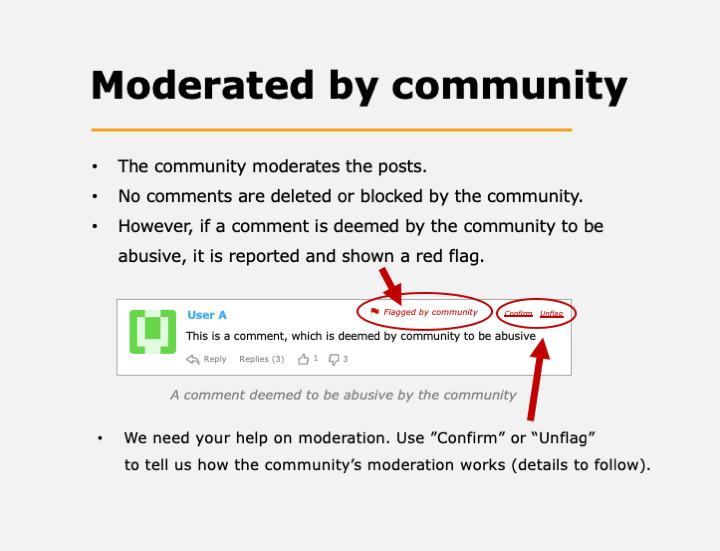 Moderated by community
• The community moderates the posts.
• No comments are deleted or blocked by the community.
• However, if a comment is deemed by the community to be
abusive, it is reported and shown a red flag.
User A
Flagged by community
Confirm Unflag
This is a comment, which is deemed by community to be abusive
Reply Replies (3) 1 3
A comment deemed to be abusive by the community
• We need your help on moderation. Use ”Confirm” or “Unflag”
to tell us how the community’s moderation works (details to follow).